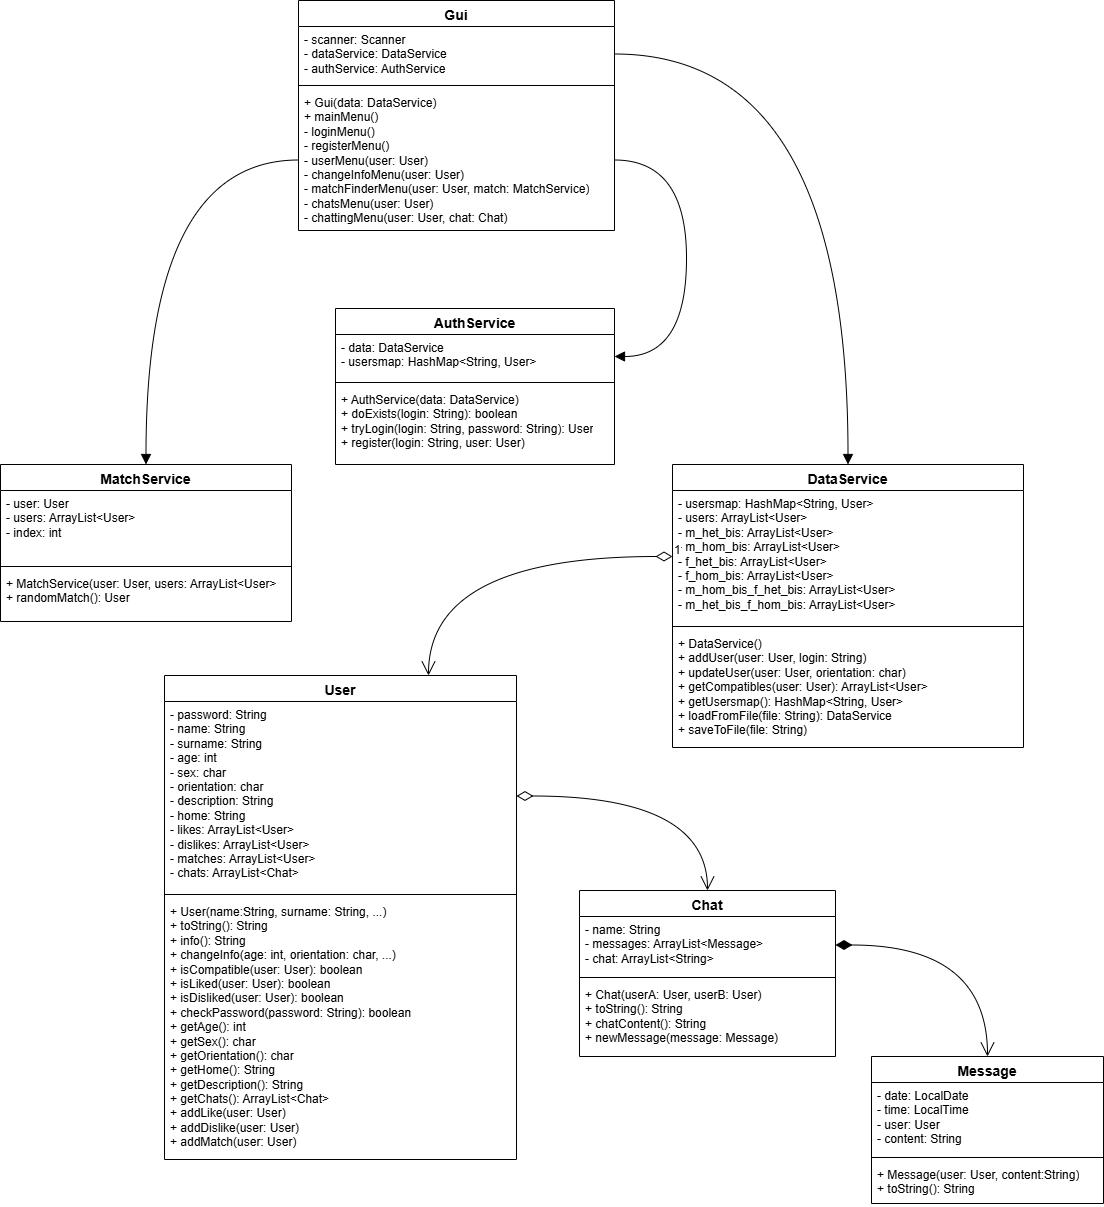 Gui
- scanner: Scanner
- dataService: DataService
- authService: AuthService
+ Gui(data: DataService)
+ mainMenu()
- loginMenu()
- registerMenu()
- userMenu(user: User)
- changeInfoMenu(user: User)
- matchFinderMenu(user: User, match: MatchService)
- chatsMenu(user: User)
- chattingMenu(user: User, chat: Chat)
AuthService
- data: DataService
- usersmap: HashMap<String, User>
+ AuthService(data: DataService)
+ doExists(login: String): boolean
+ tryLogin(login: String, password: String): User
+ register(login: String, user: User)
MatchService
- user: User
- users: ArrayList<User>
- index: int
+ MatchService(user: User, users: ArrayList<User>
+ randomMatch(): User
DataService
- usersmap: HashMap<String, User>
- users: ArrayList<User>
- m_het_bis: ArrayList<User>
1
- m_hom_bis: ArrayList<User>
- f_het_bis: ArrayList<User>
- f_hom_bis: ArrayList<User>
- m_hom_bis_f_het_bis: ArrayList<User>
- m_het_bis_f_hom_bis: ArrayList<User>
+ DataService()
+ addUser(user: User, login: String)
+ updateUser(user: User, orientation: char)
+ getCompatibles(user: User): ArrayList<User>
+ getUsersmap(): HashMap<String, User>
+ loadFromFile(file: String): DataService
+ saveToFile(file: String)
User
- password: String
- name: String
- surname: String
- age: int
- sex: char
- orientation: char
- description: String
- home: String
- likes: ArrayList<User>
- dislikes: ArrayList<User>
- matches: ArrayList<User>
- chats: ArrayList<Chat>
+ User(name:String, surname: String, ...)
+ toString(): String
+ info(): String
+ changeInfo(age: int, orientation: char, ...)
+ isCompatible(user: User): boolean
+ isLiked(user: User): boolean
+ isDisliked(user: User): boolean
+ checkPassword(password: String): boolean
+ getAge(): int
+ getSex(): char
+ getOrientation(): char
+ getHome(): String
+ getDescription(): String
+ getChats(): ArrayList<Chat>
+ addLike(user: User)
+ addDislike(user: User)
+ addMatch(user: User)
Chat
- name: String
- messages: ArrayList<Message>
- chat: ArrayList<String>
+ Chat(userA: User, userB: User)
+ toString(): String
+ chatContent(): String
+ newMessage(message: Message)
Message
- date: LocalDate
- time: LocalTime
- user: User
- content: String
+ Message(user: User, content:String)
+ toString(): String